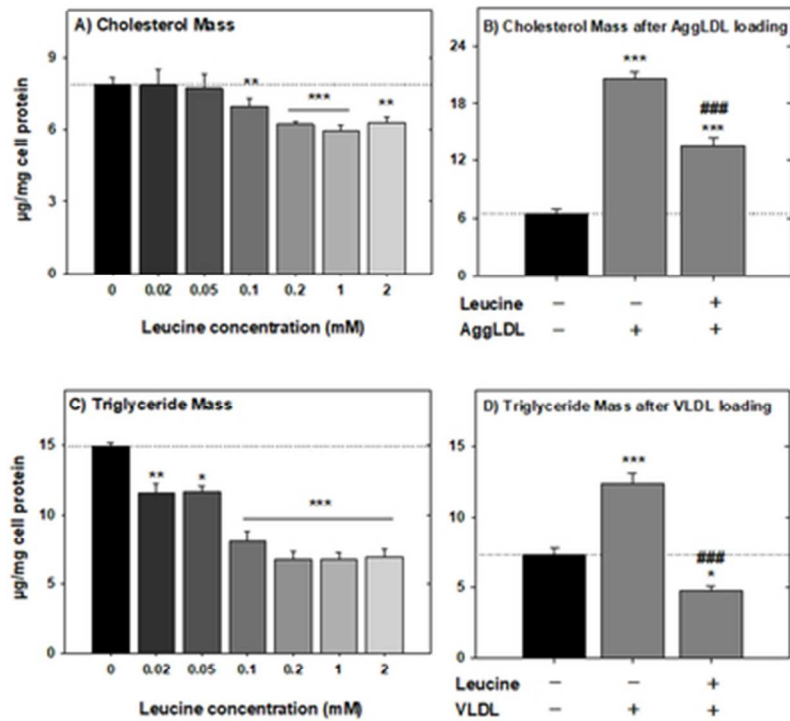 A) Cholesterol Mass
µg/mg cell protein
9
6
3
0
** *** **
0 0.02 0.05 0.1 0.2 1 2
Leucine concentration (mM)
B) Cholesterol Mass after AggLDL loading
24
18
12
6
0
***
###
***
Leucine – – +
AggLDL – + +
C) Triglyceride Mass
µg/mg cell protein
15
10
5
0
** * ***
0 0.02 0.05 0.1 0.2 1 2
Leucine concentration (mM)
D) Triglyceride Mass after VLDL loading
15
10
5
0
***
###
*
Leucine – – +
VLDL – + +